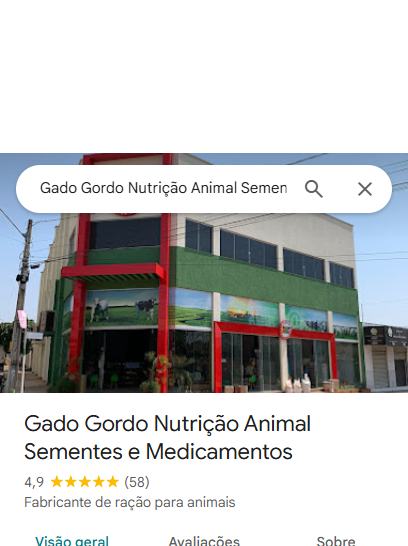 Gado Gordo Nutrição Animal Semen
Gado Gordo Nutrição Animal
Sementes e Medicamentos
4,9 (58)
Fabricante de ração para animais
Visão geral Avaliações Sobre